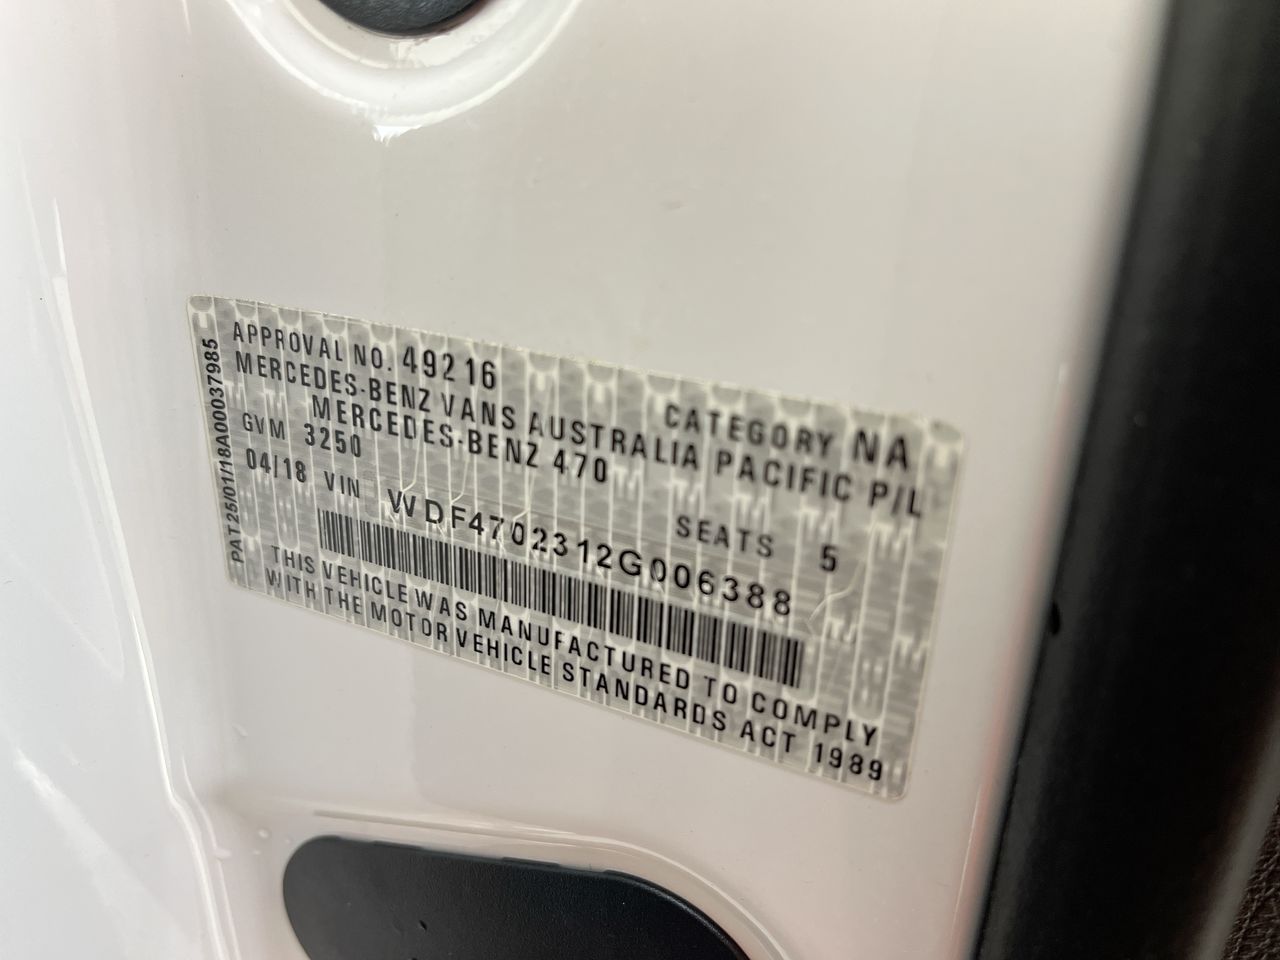 APPROVAL NO. 49216 CATEGORY NA
MERCEDES-BENZ VANS AUSTRALIA PACIFIC P/L
MERCEDES-BENZ 470
GVM 3250 SEATS 5
04/18 VIN WDF4702312G006388
THIS VEHICLE WAS MANUFACTURED TO COMPLY
WITH THE MOTOR VEHICLE STANDARDS ACT 1989
PAT25/01/18A00037985